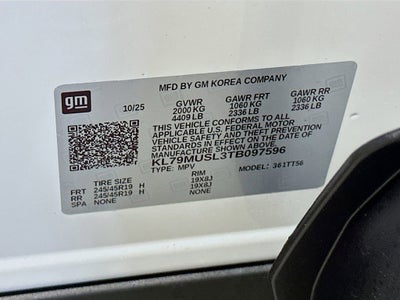 gm
MFD BY GM KOREA COMPANY
10/25 GVWR GAWR FRT GAWR RR
2000 KG 1060 KG 1060 KG
4409 LB 2336 LB 2336 LB
THIS VEHICLE CONFORMS TO ALL
APPLICABLE U.S. FEDERAL MOTOR
VEHICLE SAFETY AND THEFT PREVENTION
STANDARDS IN EFFECT ON THE DATE OF
MANUFACTURE SHOWN ABOVE.
KL79MUSL3TB097596
TYPE: MPV MODEL: 361TT56
TIRE SIZE RIM
FRT 245/45R19 H 19X8J
RR 245/45R19 H 19X8J
SPA NONE NONE